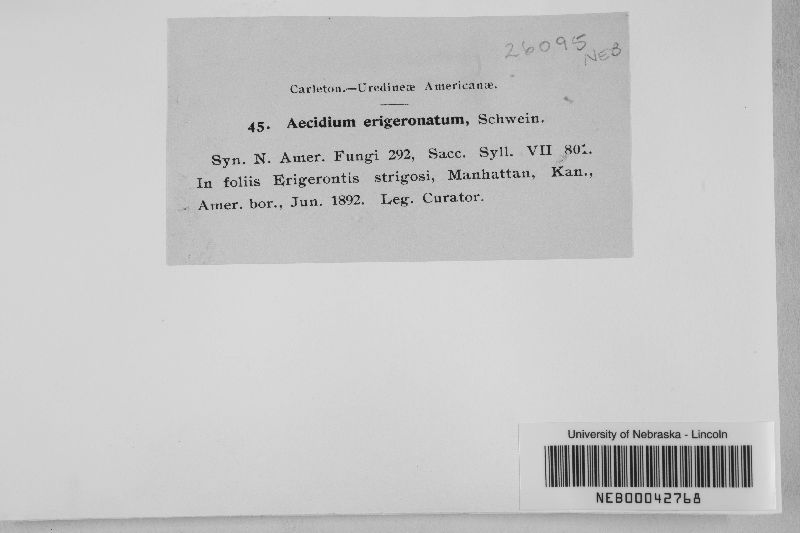 26095
NEB
Carleton.—Uredineæ Americanæ.
45. Aecidium erigeronatum, Schwein.
Syn. N. Amer. Fungi 292, Sacc. Syll. VII 801.
In foliis Erigerontis strigosi, Manhattan, Kan.,
Amer. bor., Jun. 1892. Leg. Curator.
University of Nebraska - Lincoln
NEB00042768